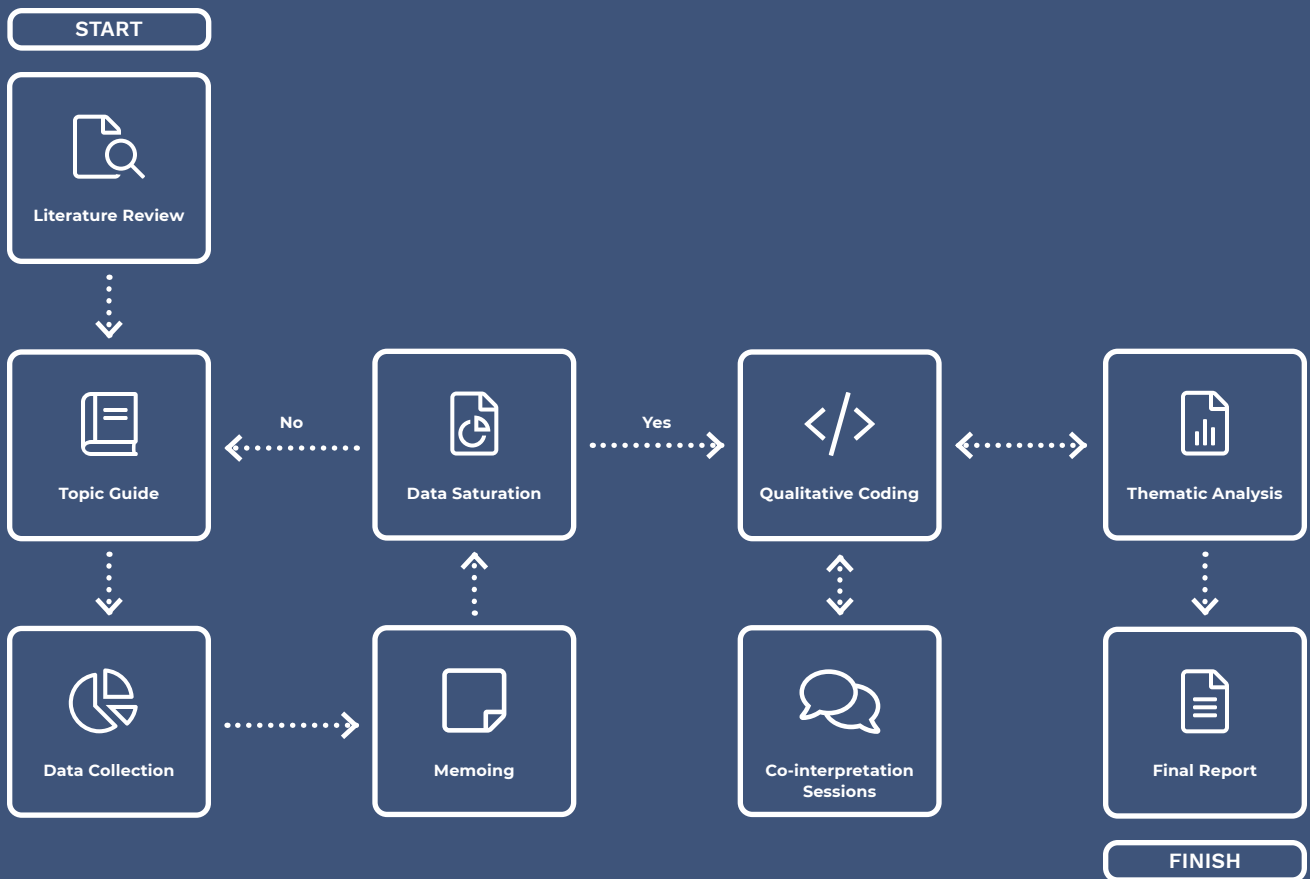 START
Literature Review
No
Yes
Topic Guide
Data Saturation
Qualitative Coding
Thematic Analysis
Data Collection
Memoing
Co-interpretation
Sessions
Final Report
FINISH